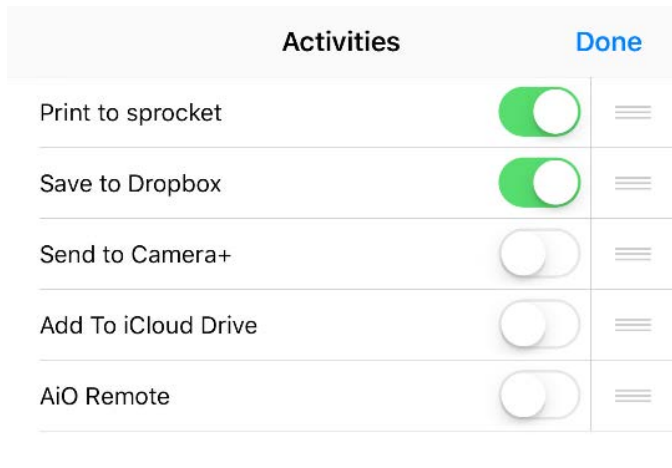 Activities Done
Print to sprocket
Save to Dropbox
Send to Camera+
Add To iCloud Drive
AiO Remote